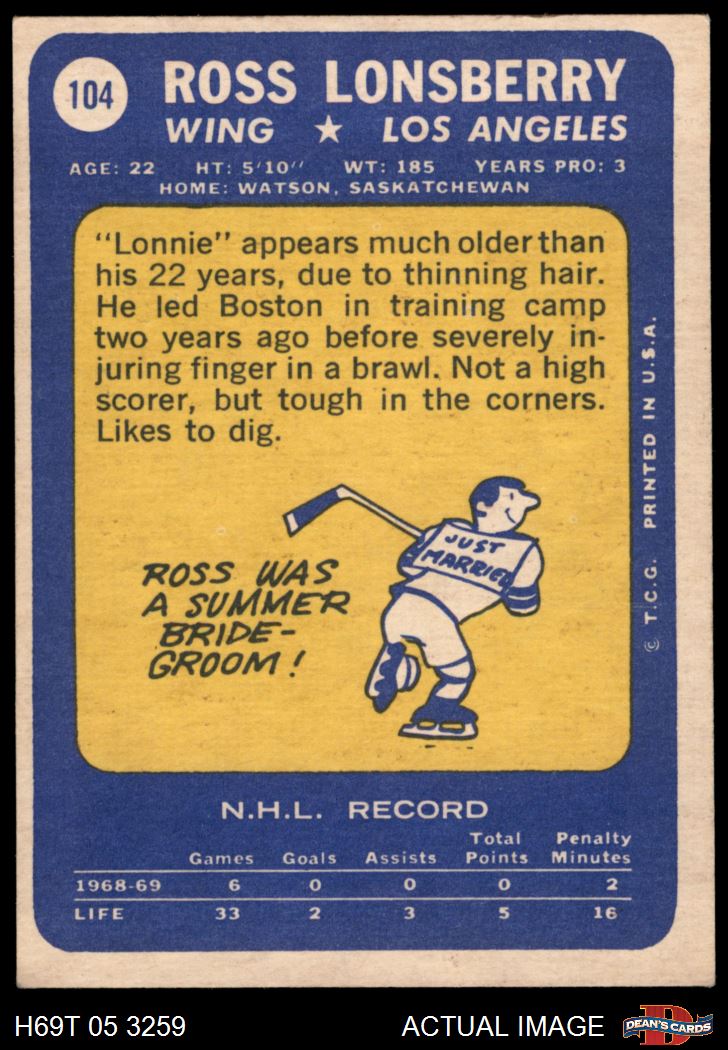 104
ROSS LONSBERRY
WING ★ LOS ANGELES
AGE: 22 HT: 5'10'' WT: 185 YEARS PRO: 3
HOME: WATSON, SASKATCHEWAN
“Lonnie” appears much older than
his 22 years, due to thinning hair.
He led Boston in training camp
two years ago before severely in-
juring finger in a brawl. Not a high
scorer, but tough in the corners.
Likes to dig.
JUST
MARRIED
ROSS WAS
A SUMMER
BRIDE-
GROOM!
© T.C.G. PRINTED IN U.S.A.
N.H.L. RECORD
Games Goals Assists Total Points Penalty Minutes
1968-69 6 0 0 0 2
LIFE 33 2 3 5 16
H69T 05 3259 ACTUAL IMAGE
D
DEAN'S CARDS